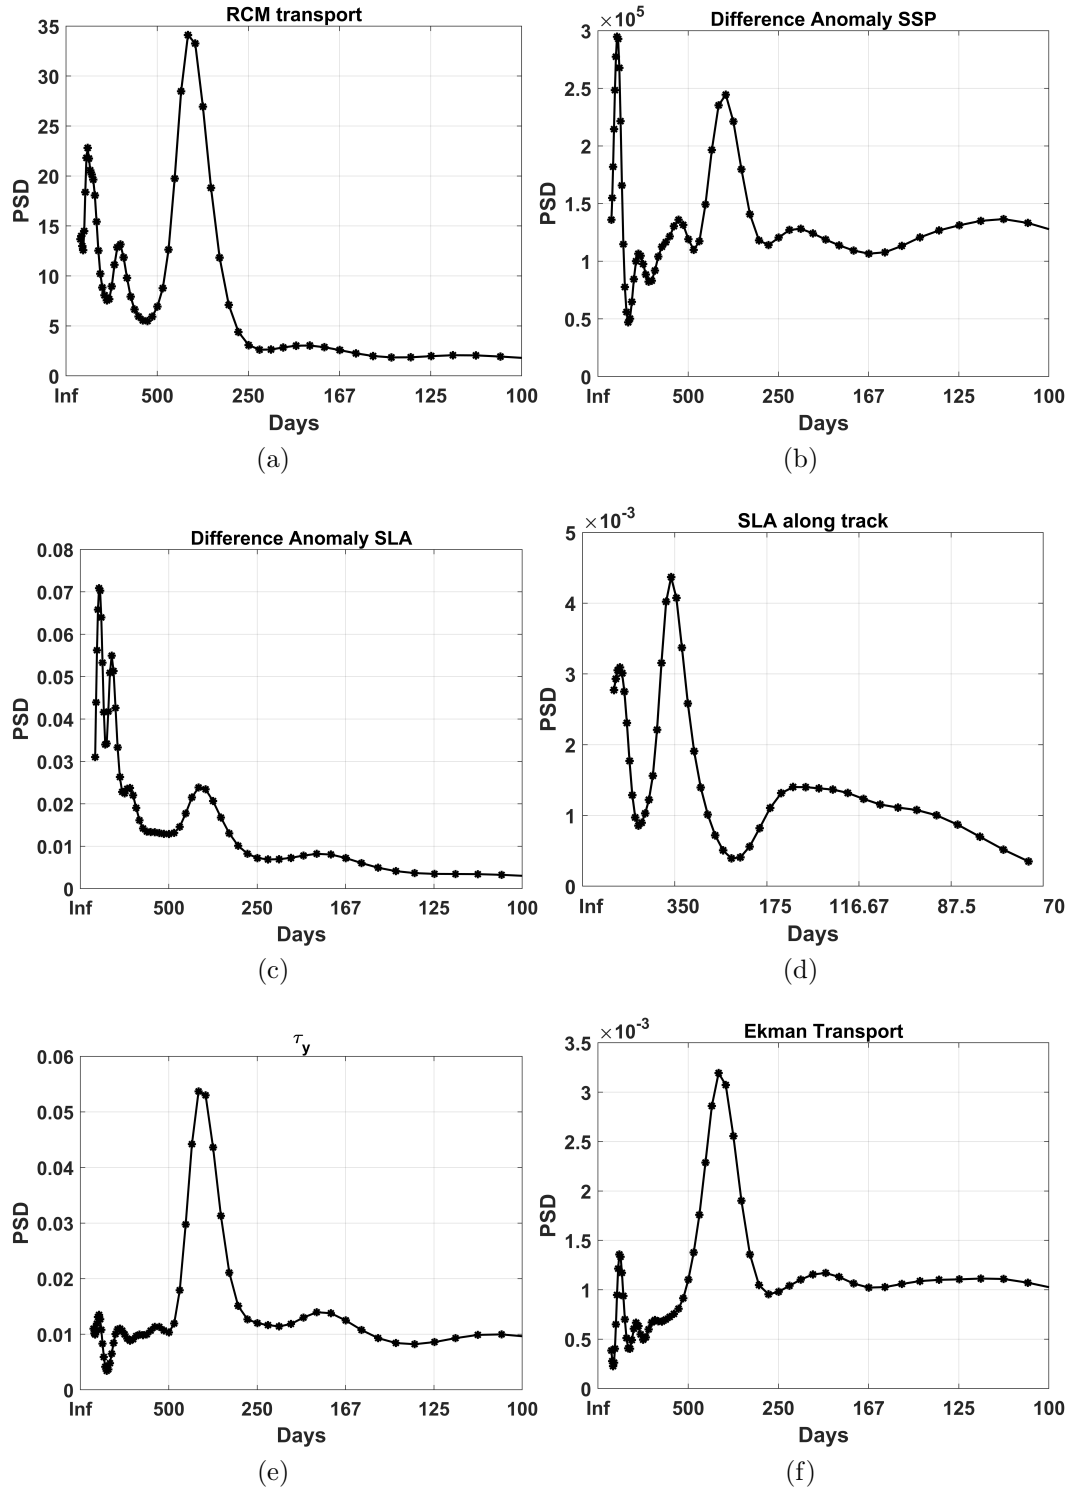 RCM transport
35
30
25
20
15
10
5
0
PSD
Inf 500 250 167 125 100
Days
(a)
×10^5 Difference Anomaly SSP
3
2.5
2
1.5
1
0.5
0
PSD
Inf 500 250 167 125 100
Days
(b)
Difference Anomaly SLA
0.08
0.07
0.06
0.05
0.04
0.03
0.02
0.01
0
PSD
Inf 500 250 167 125 100
Days
(c)
×10^-3 SLA along track
5
4
3
2
1
0
PSD
Inf 350 175 116.67 87.5 70
Days
(d)
τ_y
0.06
0.05
0.04
0.03
0.02
0.01
0
PSD
Inf 500 250 167 125 100
Days
(e)
×10^-3 Ekman Transport
3.5
3
2.5
2
1.5
1
0.5
0
PSD
Inf 500 250 167 125 100
Days
(f)